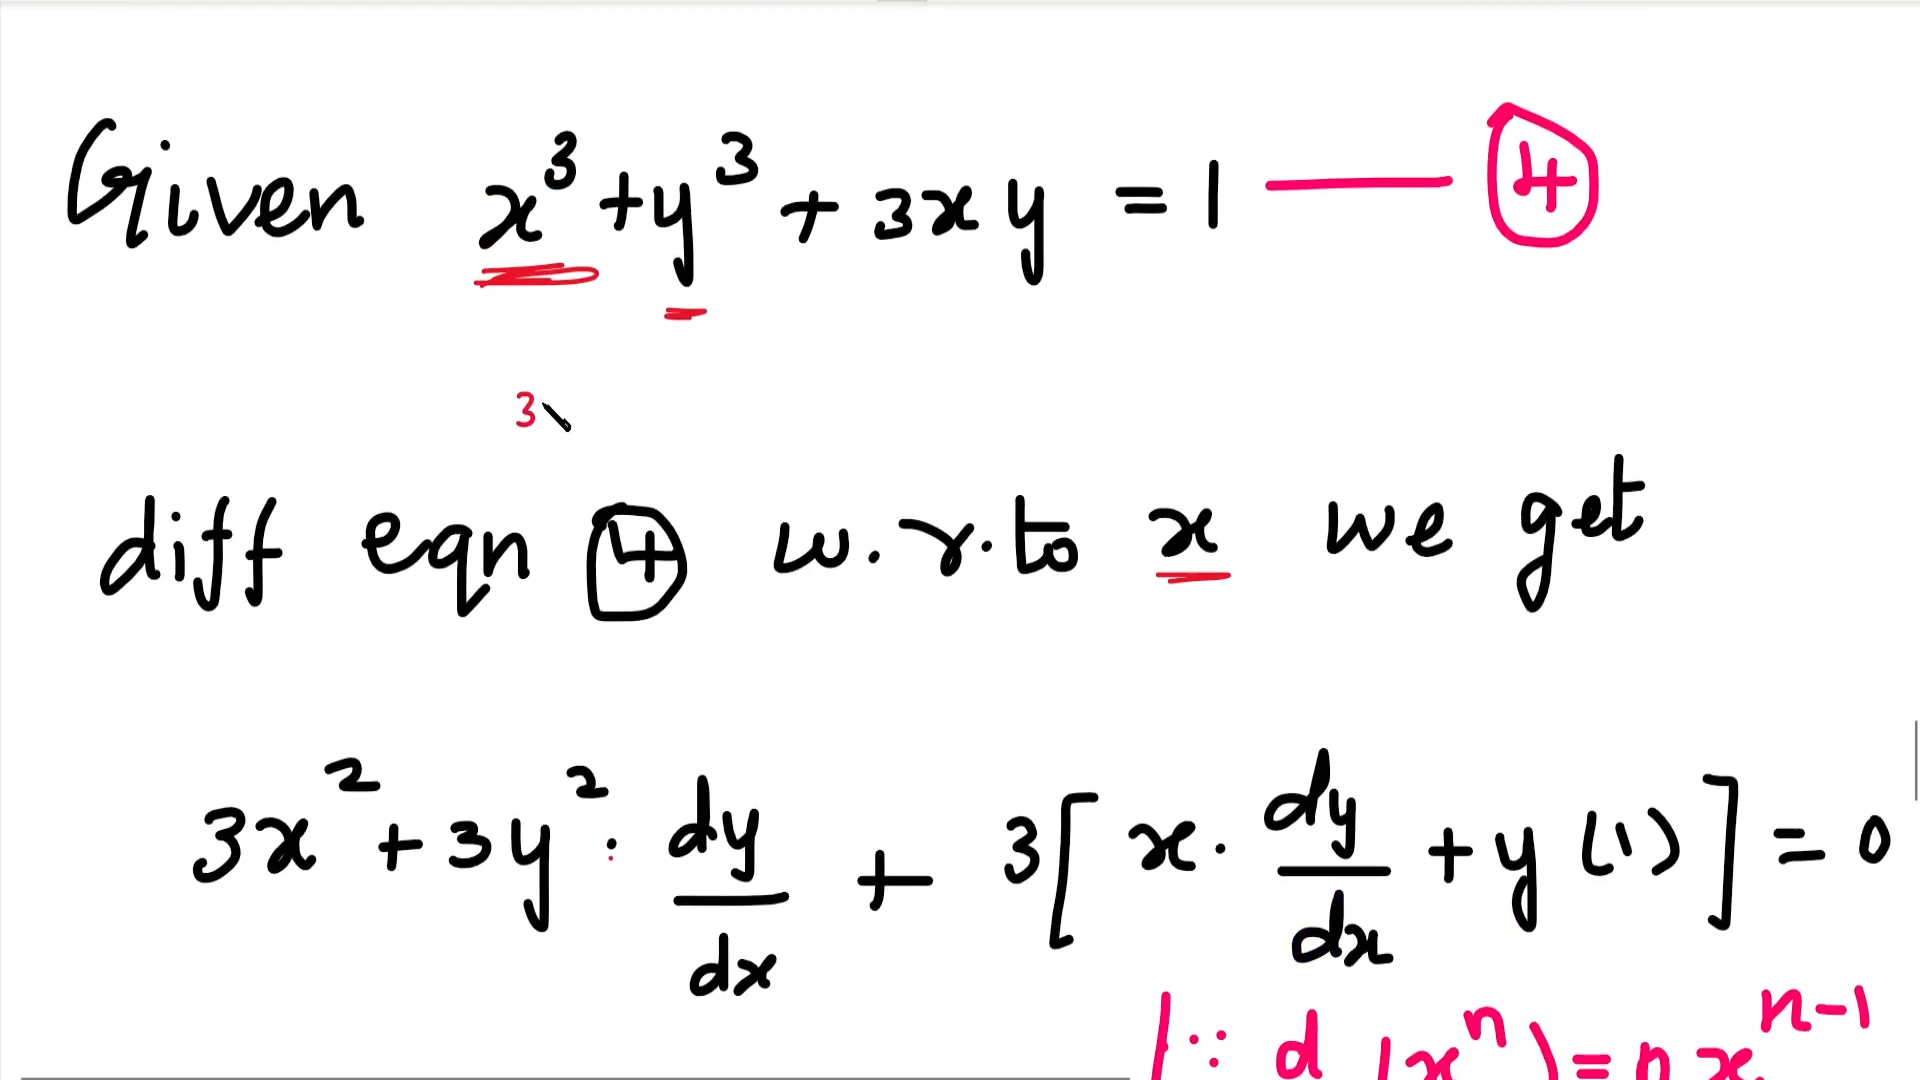 Given x³ + y³ + 3xy = 1 —— ④
3
diff eqn ④ w.r.to x we get
3x² + 3y² · dy/dx + 3[x · dy/dx + y(1)] = 0
(∵ d (xⁿ) = n xⁿ⁻¹